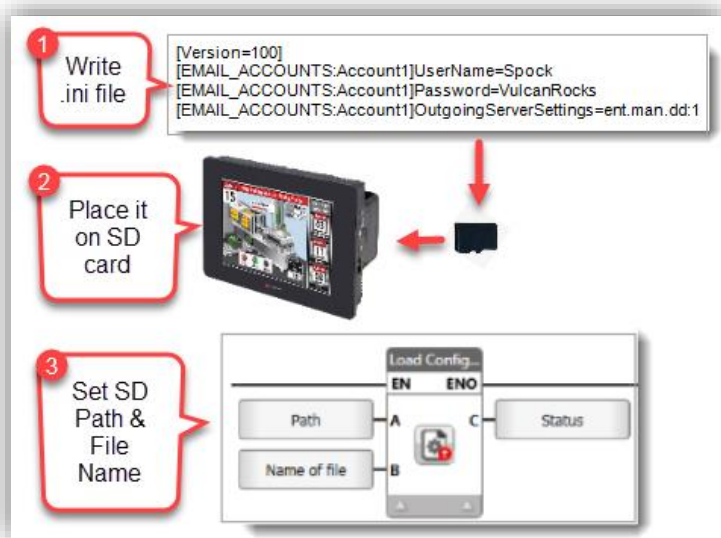 1
Write
.ini file
[Version=100]
[EMAIL_ACCOUNTS:Account1]UserName=Spock
[EMAIL_ACCOUNTS:Account1]Password=VulcanRocks
[EMAIL_ACCOUNTS:Account1]OutgoingServerSettings=ent.man.dd:1
2
Place it
on SD
card
15
3
Set SD
Path &
File
Name
Load Config...
EN ENO
Path A C Status
Name of file B